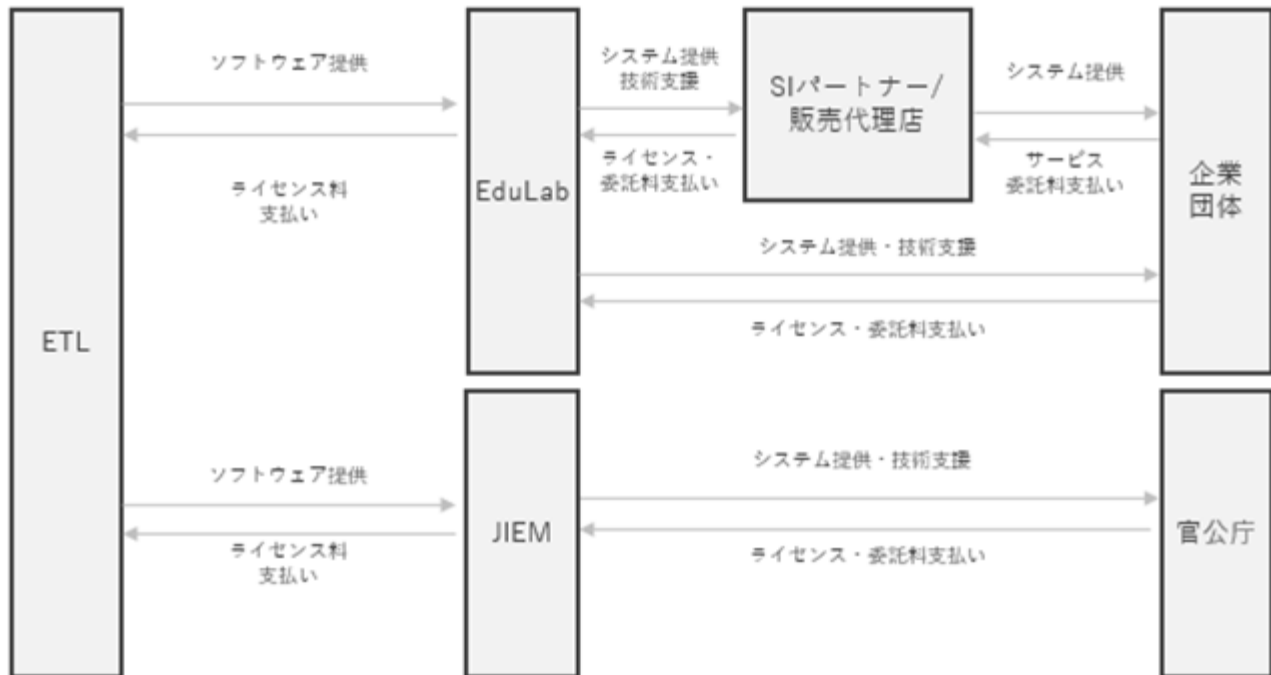 ソフトウェア提供
ライセンス料
支払い
ETL
EduLab
システム提供
技術支援
ライセンス・
委託料支払い
SIパートナー/
販売代理店
システム提供
サービス
委託料支払い
企業
団体
システム提供・技術支援
ライセンス・委託料支払い
ソフトウェア提供
ライセンス料
支払い
JIEM
システム提供・技術支援
ライセンス・委託料支払い
官公庁